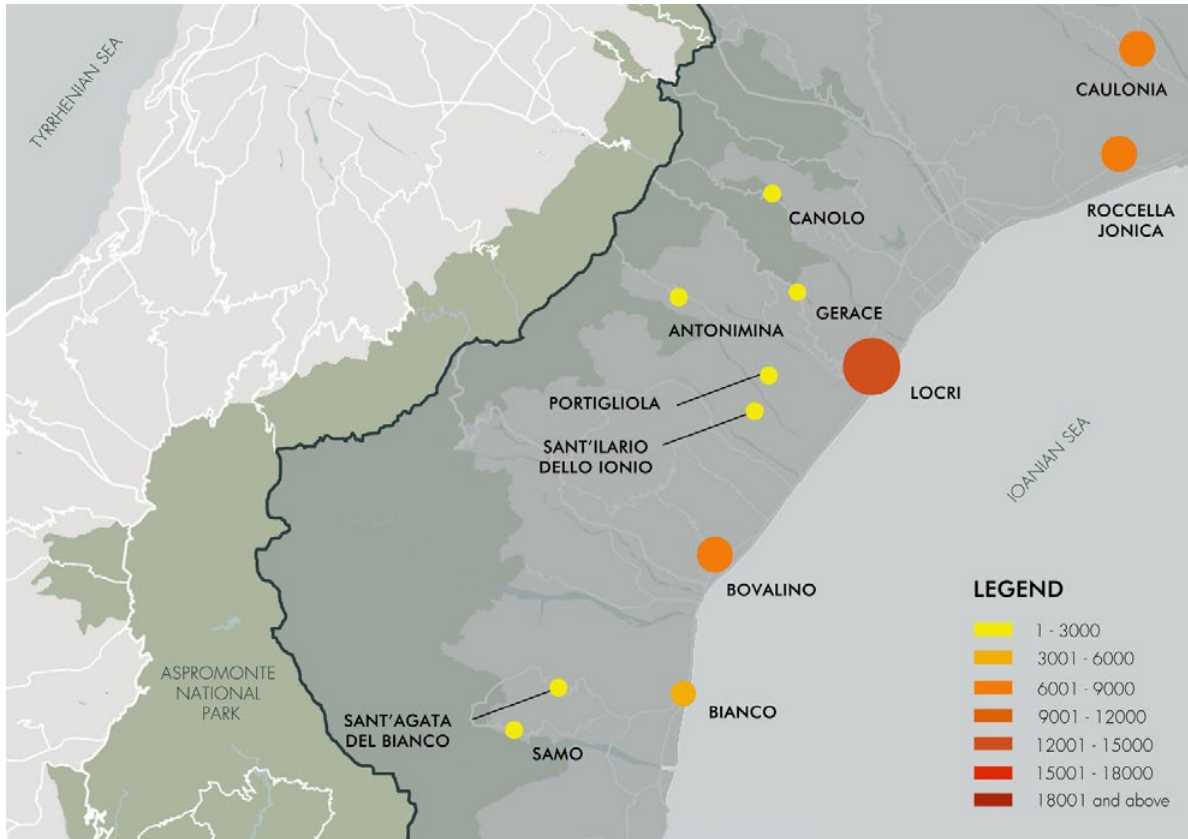 TYRRHENIAN SEA
CAULONIA
ROCCELLA
JONICA
CANOLO
GERACE
ANTONIMINA
LOCRI
PORTIGLIOLA
SANT'ILARIO
DELLO IONIO
IOANIAN SEA
BOVALINO
ASPROMONTE
NATIONAL
PARK
SANT'AGATA
DEL BIANCO
SAMO
BIANCO
LEGEND
1 - 3000
3001 - 6000
6001 - 9000
9001 - 12000
12001 - 15000
15001 - 18000
18001 and above